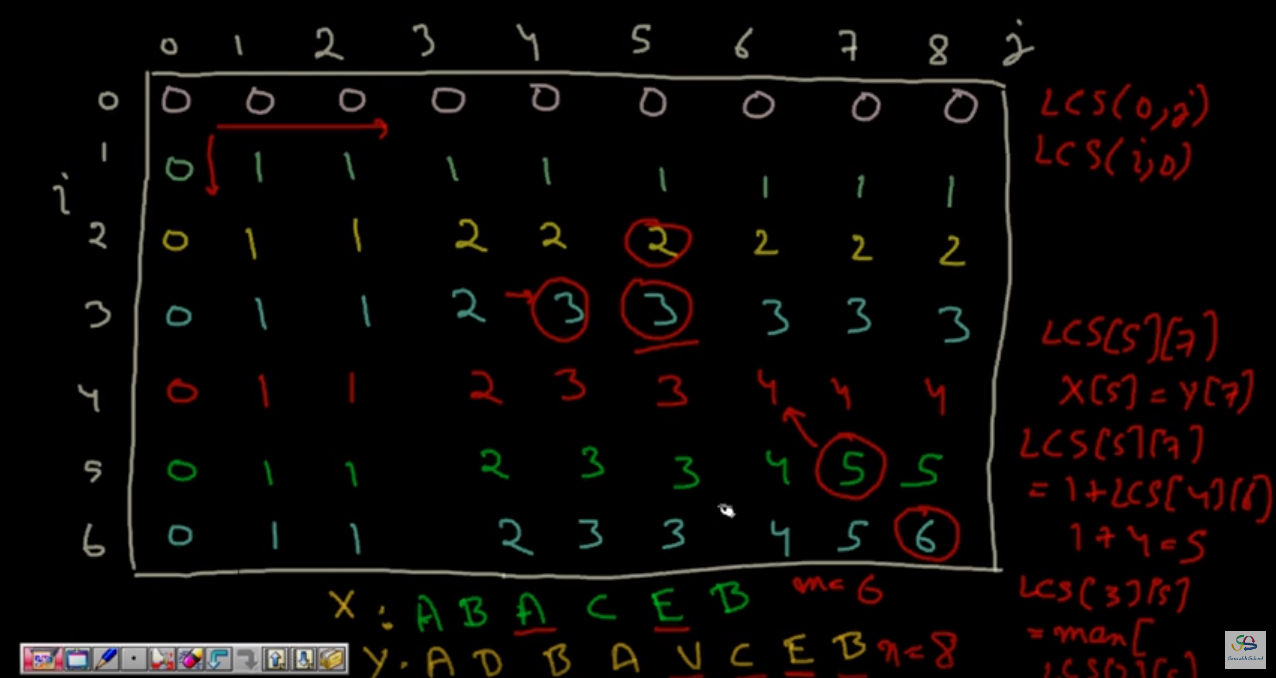 0 1 2 3 4 5 6 7 8 j
0 0 0 0 0 0 0 0 0 0 LCS(0,j)
1 0 1 1 1 1 1 1 1 1 LCS(i,0)
i
2 0 1 1 2 2 2 2 2 2
3 0 1 1 2 3 3 3 3 3 LCS[5][7]
4 0 1 1 2 3 3 4 4 4 X[5] = Y[7]
5 0 1 1 2 3 3 4 5 5 LCS[5][7]
= 1+LCS[4][6]
6 0 1 1 2 3 3 4 5 6 1+4=5
X: A B A C E B m= 6 LCS[3][5]
Y. A D B A V C E B n=8 = max[